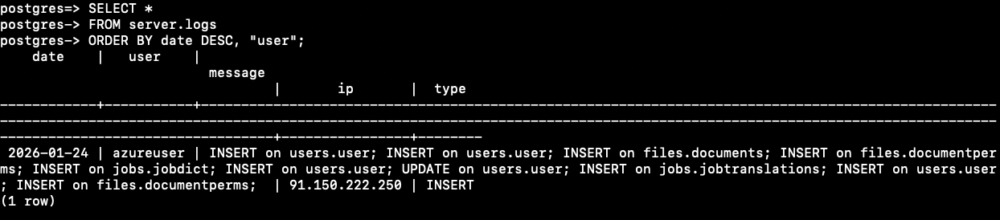 postgres=> SELECT *
postgres-> FROM server.logs
postgres-> ORDER BY date DESC, "user";
date | user |
message
| ip | type
------------+-----------+---------------------------------------------------------------------------------------------------
----------------------------------------------------------------------------------------------------------------------------
----------------------------------+----------------+--------
2026-01-24 | azureuser | INSERT on users.user; INSERT on users.user; INSERT on files.documents; INSERT on files.documentper
ms; INSERT on jobs.jobdict; INSERT on users.user; UPDATE on users.user; INSERT on jobs.jobtranslations; INSERT on users.user
; INSERT on files.documentperms; | 91.150.222.250 | INSERT
(1 row)